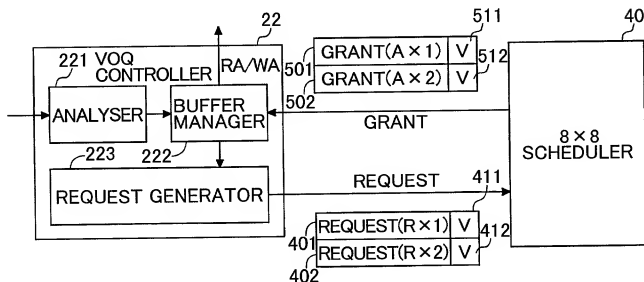 22
VOQ
CONTROLLER
RA/WA
221
ANALYSER
BUFFER
MANAGER
222
223
REQUEST GENERATOR
GRANT(A×1) V
GRANT(A×2) V
501
502
511
512
GRANT
REQUEST
REQUEST(R×1) V
REQUEST(R×2) V
401
402
411
412
40
8×8
SCHEDULER